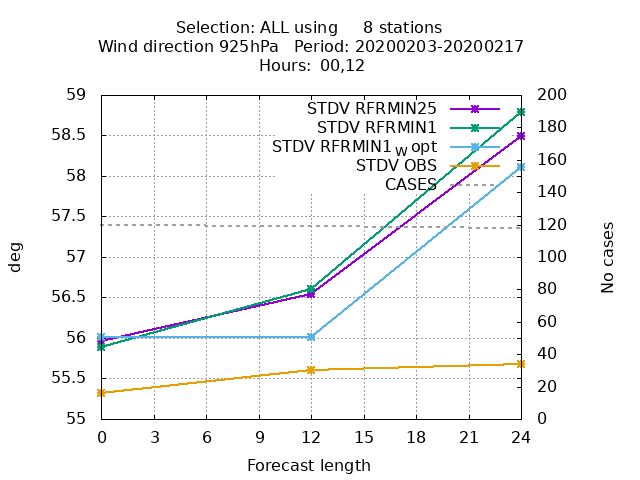 Selection: ALL using 8 stations
Wind direction 925hPa Period: 20200203-20200217
Hours: 00,12
59
58.5
58
57.5
57
56.5
56
55.5
55
200
180
160
140
120
100
80
60
40
20
0
STDV RFRMIN25
STDV RFRMIN1
STDV RFRMIN1_w opt
STDV OBS
CASES
deg
No cases
0 3 6 9 12 15 18 21 24
Forecast length